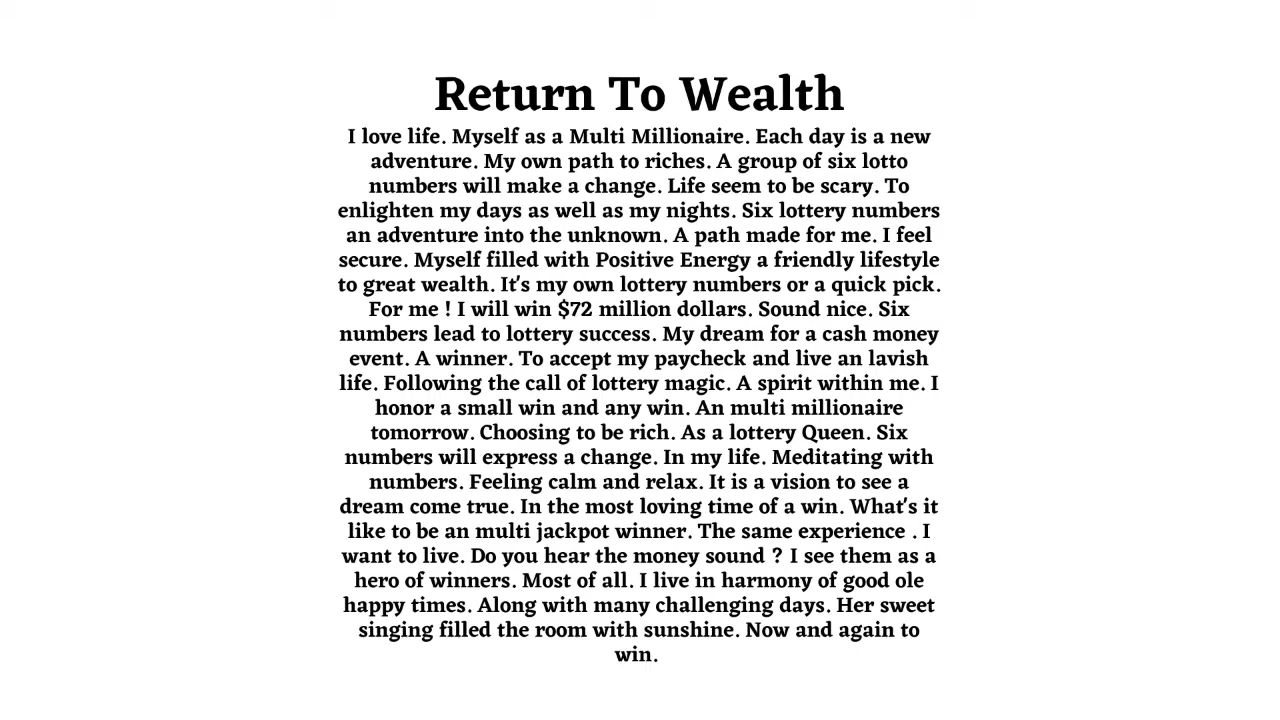 Return To Wealth
I love life. Myself as a Multi Millionaire. Each day is a new
adventure. My own path to riches. A group of six lotto
numbers will make a change. Life seem to be scary. To
enlighten my days as well as my nights. Six lottery numbers
an adventure into the unknown. A path made for me. I feel
secure. Myself filled with Positive Energy a friendly lifestyle
to great wealth. It's my own lottery numbers or a quick pick.
For me ! I will win $72 million dollars. Sound nice. Six
numbers lead to lottery success. My dream for a cash money
event. A winner. To accept my paycheck and live an lavish
life. Following the call of lottery magic. A spirit within me. I
honor a small win and any win. An multi millionaire
tomorrow. Choosing to be rich. As a lottery Queen. Six
numbers will express a change. In my life. Meditating with
numbers. Feeling calm and relax. It is a vision to see a
dream come true. In the most loving time of a win. What's it
like to be an multi jackpot winner. The same experience . I
want to live. Do you hear the money sound ? I see them as a
hero of winners. Most of all. I live in harmony of good ole
happy times. Along with many challenging days. Her sweet
singing filled the room with sunshine. Now and again to
win.